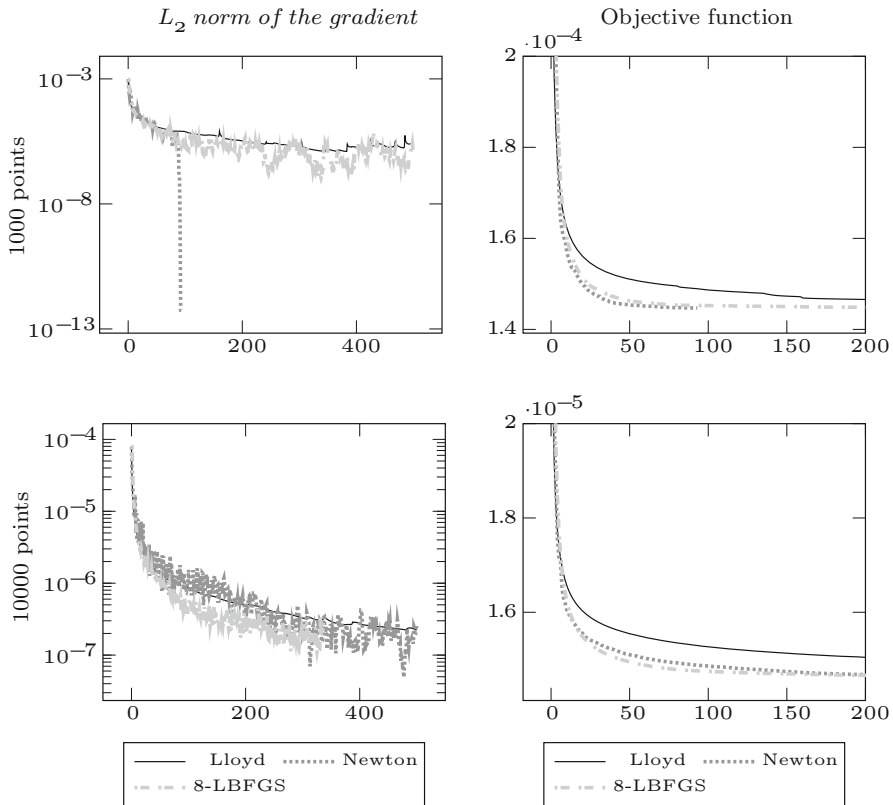 L₂ norm of the gradient
Objective function
1000 points
10⁻³
10⁻⁸
10⁻¹³
0 200 400
2 ·10⁻⁴
1.8
1.6
1.4
0 50 100 150 200
10000 points
10⁻⁴
10⁻⁵
10⁻⁶
10⁻⁷
0 200 400
2 ·10⁻⁵
1.8
1.6
0 50 100 150 200
Lloyd Newton
8-LBFGS
Lloyd Newton
8-LBFGS